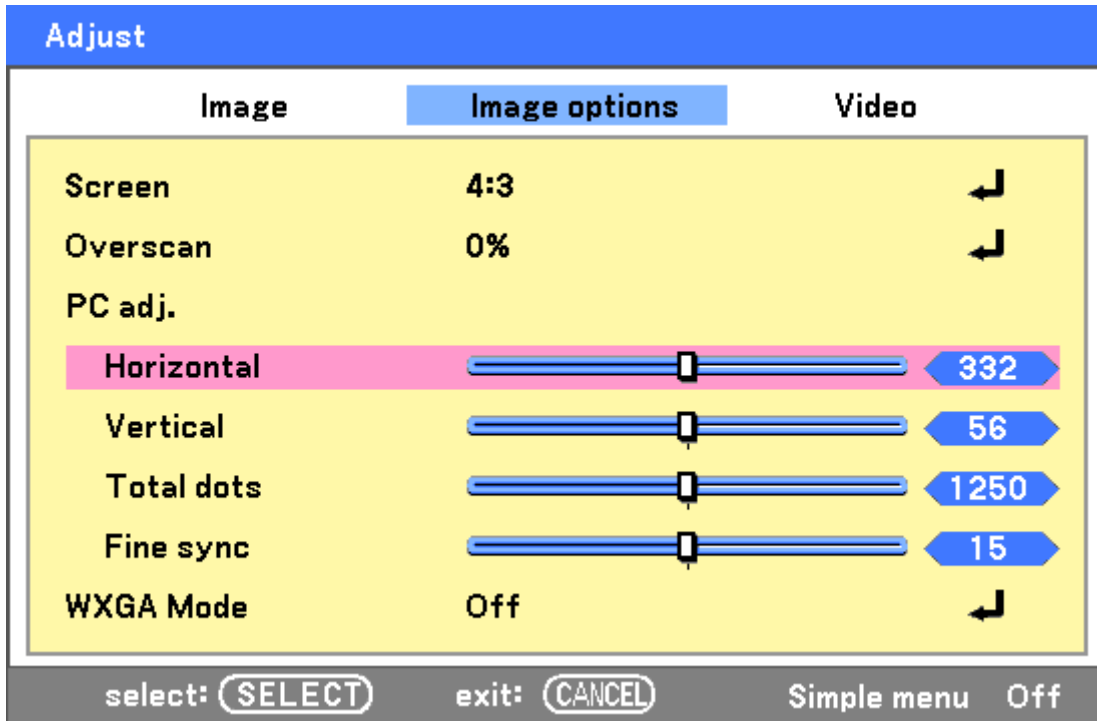 Adjust
Image Image options Video
Screen 4:3
Overscan 0%
PC adj.
Horizontal 332
Vertical 56
Total dots 1250
Fine sync 15
WXGA Mode Off
select: SELECT exit: CANCEL Simple menu Off